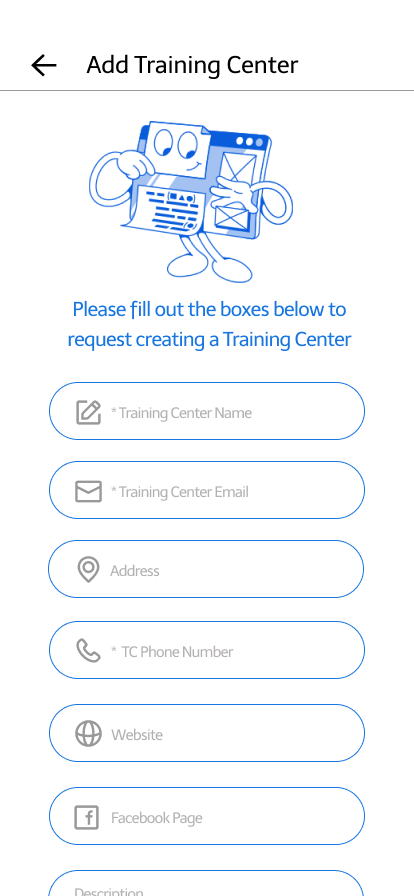 Add Training Center
Please fill out the boxes below to
request creating a Training Center
* Training Center Name
* Training Center Email
Address
* TC Phone Number
Website
Facebook Page
Description